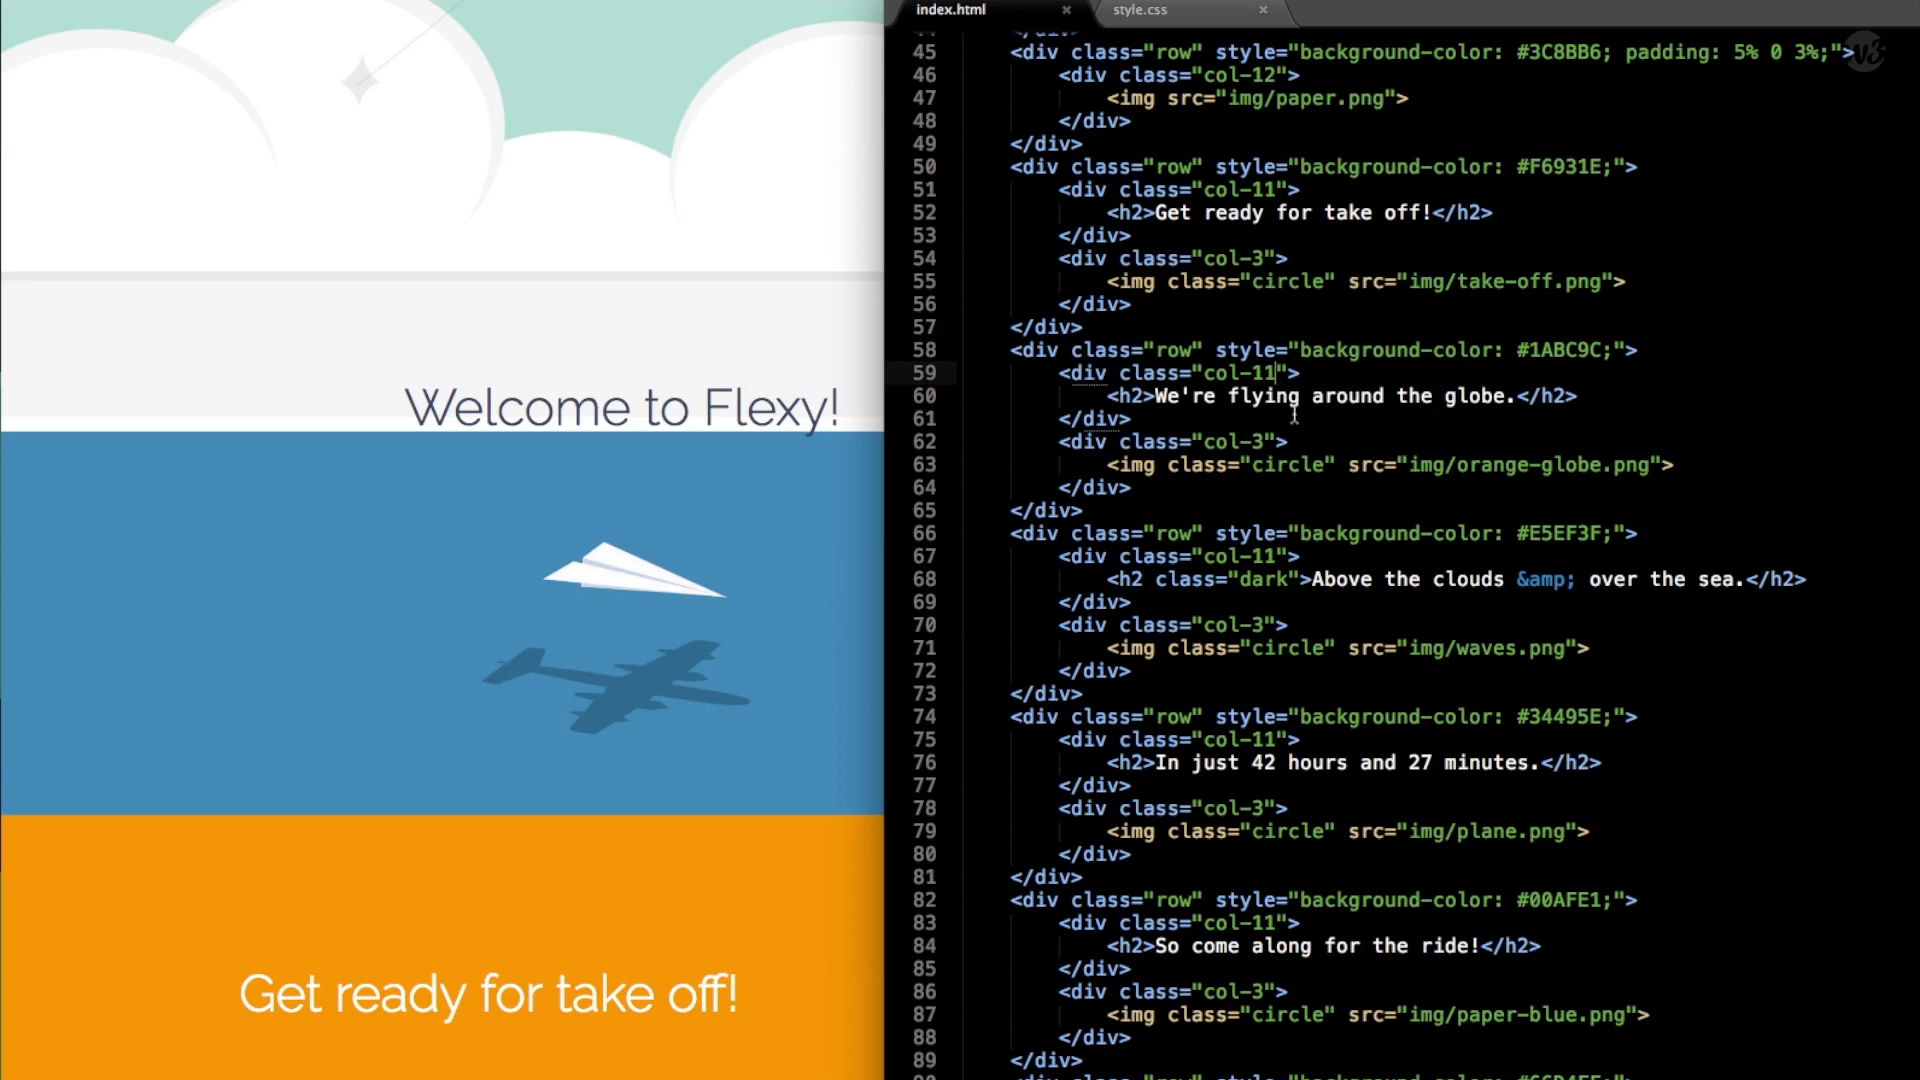 index.html
style.css
Welcome to Flexy!
Get ready for take off!
45 <div class="row" style="background-color: #3C8BB6; padding: 5% 0 3%;">
46 <div class="col-12">
47 <img src="img/paper.png">
48 </div>
49 </div>
50 <div class="row" style="background-color: #F6931E;">
51 <div class="col-11">
52 <h2>Get ready for take off!</h2>
53 </div>
54 <div class="col-3">
55 <img class="circle" src="img/take-off.png">
56 </div>
57 </div>
58 <div class="row" style="background-color: #1ABC9C;">
59 <div class="col-11">
60 <h2>We're flying around the globe.</h2>
61 </div>
62 <div class="col-3">
63 <img class="circle" src="img/orange-globe.png">
64 </div>
65 </div>
66 <div class="row" style="background-color: #E5EF3F;">
67 <div class="col-11">
68 <h2 class="dark">Above the clouds &amp; over the sea.</h2>
69 </div>
70 <div class="col-3">
71 <img class="circle" src="img/waves.png">
72 </div>
73 </div>
74 <div class="row" style="background-color: #34495E;">
75 <div class="col-11">
76 <h2>In just 42 hours and 27 minutes.</h2>
77 </div>
78 <div class="col-3">
79 <img class="circle" src="img/plane.png">
80 </div>
81 </div>
82 <div class="row" style="background-color: #00AFE1;">
83 <div class="col-11">
84 <h2>So come along for the ride!</h2>
85 </div>
86 <div class="col-3">
87 <img class="circle" src="img/paper-blue.png">
88 </div>
89 </div>